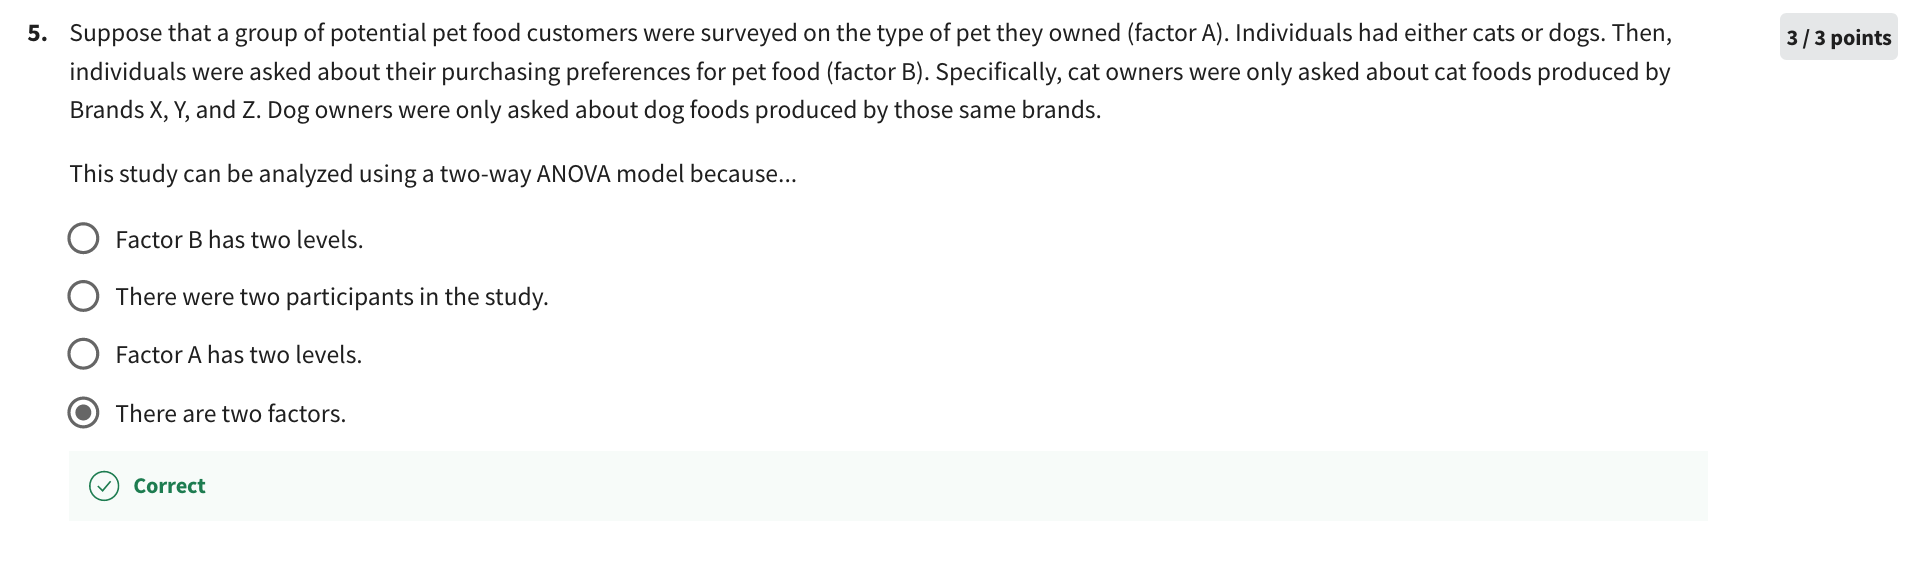 5. Suppose that a group of potential pet food customers were surveyed on the type of pet they owned (factor A). Individuals had either cats or dogs. Then,
3 / 3 points
individuals were asked about their purchasing preferences for pet food (factor B). Specifically, cat owners were only asked about cat foods produced by
Brands X, Y, and Z. Dog owners were only asked about dog foods produced by those same brands.
This study can be analyzed using a two-way ANOVA model because...
Factor B has two levels.
There were two participants in the study.
Factor A has two levels.
There are two factors.
Correct